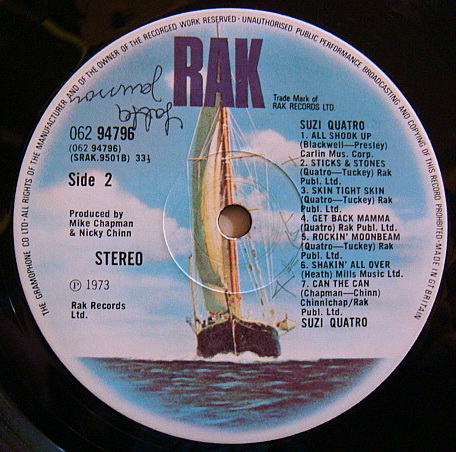 THE GRAMOPHONE CO LTD·ALL RIGHTS OF THE MANUFACTURER AND OF THE OWNER OF THE RECORDED WORK RESERVED · UNAUTHORISED PUBLIC PERFORMANCE BROADCASTING AND COPYING OF THIS RECORD PROHIBITED·MADE IN GT BRITAIN
RAK
Trade Mark of
RAK RECORDS LTD.
062 94796
(062 94796)
(SRAK.9501B) 33⅓
Side 2
Produced by
Mike Chapman
& Nicky Chinn
STEREO
Ⓟ 1973
Rak Records
Ltd.
SUZI QUATRO
1. ALL SHOOK UP
(Blackwell—Presley)
Carlin Mus. Corp.
2. STICKS & STONES
(Quatro—Tuckey) Rak
Publ. Ltd.
3. SKIN TIGHT SKIN
(Quatro—Tuckey) Rak
Publ. Ltd.
4. GET BACK MAMMA
(Quatro) Rak Publ. Ltd.
5. ROCKIN' MOONBEAM
(Quatro—Tuckey) Rak
Publ. Ltd.
6. SHAKIN' ALL OVER
(Heath) Mills Music Ltd.
7. CAN THE CAN
(Chapman—Chinn)
Chinnichap/Rak
Publ. Ltd.
SUZI QUATRO